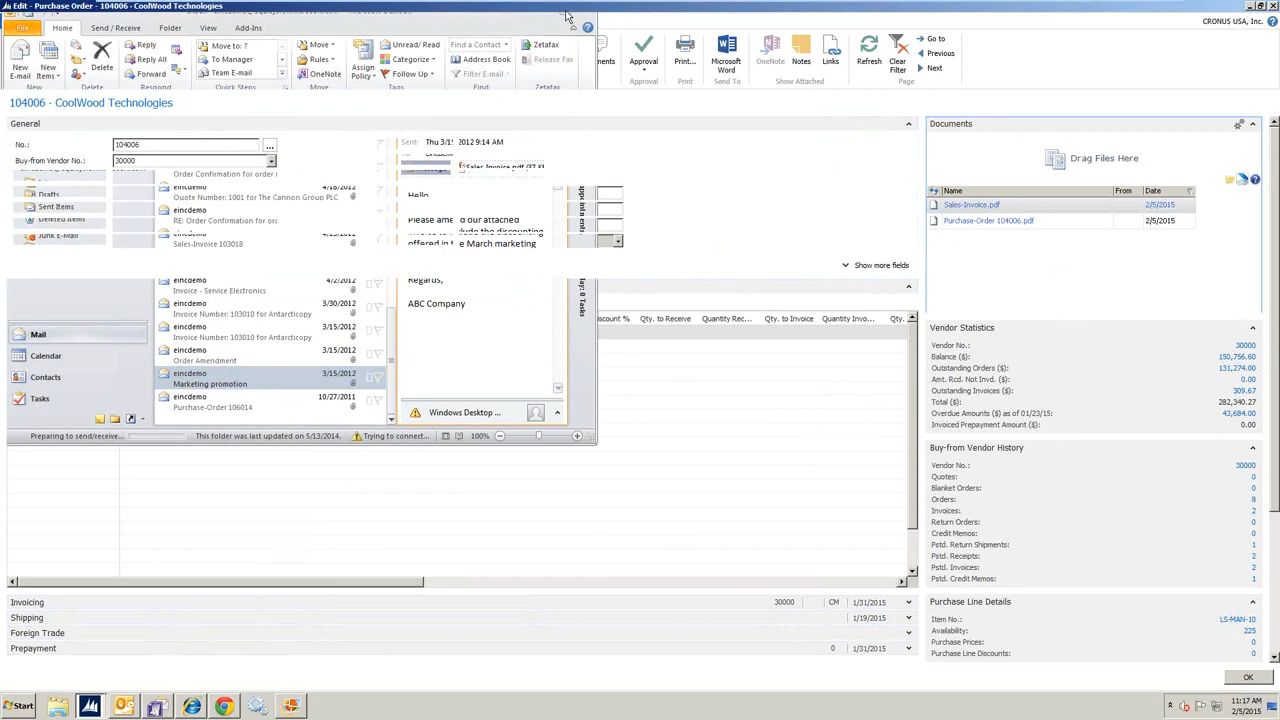 Edit - Purchase Order - 104006 - CoolWood Technologies
CRONUS USA, Inc.
File Home Send / Receive Folder View Add-Ins
New E-mail
New Items
Delete
Reply
Reply All
Forward
Move to: ?
To Manager
Team E-mail
Move
Rules
OneNote
Assign Policy
Unread/ Read
Categorize
Follow Up
Find a Contact
Address Book
Filter E-mail
Zetafax
Release Fax
New Delete Respond Quick Steps Move Tags Find Zetafax
Approval
Print...
Microsoft Word
OneNote
Notes
Links
Refresh
Clear Filter
Go to
Previous
Next
Approval Print Send To Show Attached Page
104006 · CoolWood Technologies
General
No.: 104006
Buy-from Vendor No.: 30000
Drafts
Sent Items
Deleted Items
Junk E-Mail
Order Confirmation for order r
eincdemo 4/18/2012
Quote Number: 1001 for The Cannon Group PLC
eincdemo
RE: Order Confirmation for orc
Sales-Invoice 103018
eincdemo 4/2/2012
Invoice - Service Electronics
eincdemo 3/30/2012
Invoice Number: 103010 for Antarcticopy
eincdemo 3/15/2012
Invoice Number: 103010 for Antarcticopy
eincdemo 3/15/2012
Order Amendment
eincdemo 3/15/2012
Marketing promotion
eincdemo 10/27/2011
Purchase-Order 106014
Mail
Calendar
Contacts
Tasks
Sent: Thu 3/15 2012 9:14 AM
Hello
offered in the March marketing
Regards,
ABC Company
Windows Desktop ...
Preparing to send/receive... This folder was last updated on 5/13/2014. Trying to connect... 100%
Show more fields
Qty. to Receive Quantity Rec... Qty. to Invoice Quantity Invo... Qty.
Invoicing 30000 CM 1/31/2015
Shipping 1/19/2015
Foreign Trade
Prepayment 0 1/31/2015
Documents
Drag Files Here
Name From Date
Sales-Invoice.pdf 2/5/2015
Purchase-Order 104006.pdf 2/5/2015
Vendor Statistics
Vendor No.: 30000
Balance ($): 150,756.60
Outstanding Orders ($): 131,274.00
Amt. Rcd. Not Invd. ($): 0.00
Outstanding Invoices ($): 309.67
Total ($): 282,340.27
Overdue Amounts ($) as of 01/23/15: 43,684.00
Invoiced Prepayment Amount ($): 0.00
Buy-from Vendor History
Vendor No.: 30000
Quotes: 0
Blanket Orders: 0
Orders: 8
Invoices: 2
Return Orders: 0
Credit Memos: 0
Pstd. Return Shipments: 1
Pstd. Receipts: 2
Pstd. Invoices: 2
Pstd. Credit Memos: 1
Purchase Line Details
Item No.: LS-MAN-10
Availability: 225
Purchase Prices: 0
Purchase Line Discounts: 0
OK
Start
11:17 AM
2/5/2015